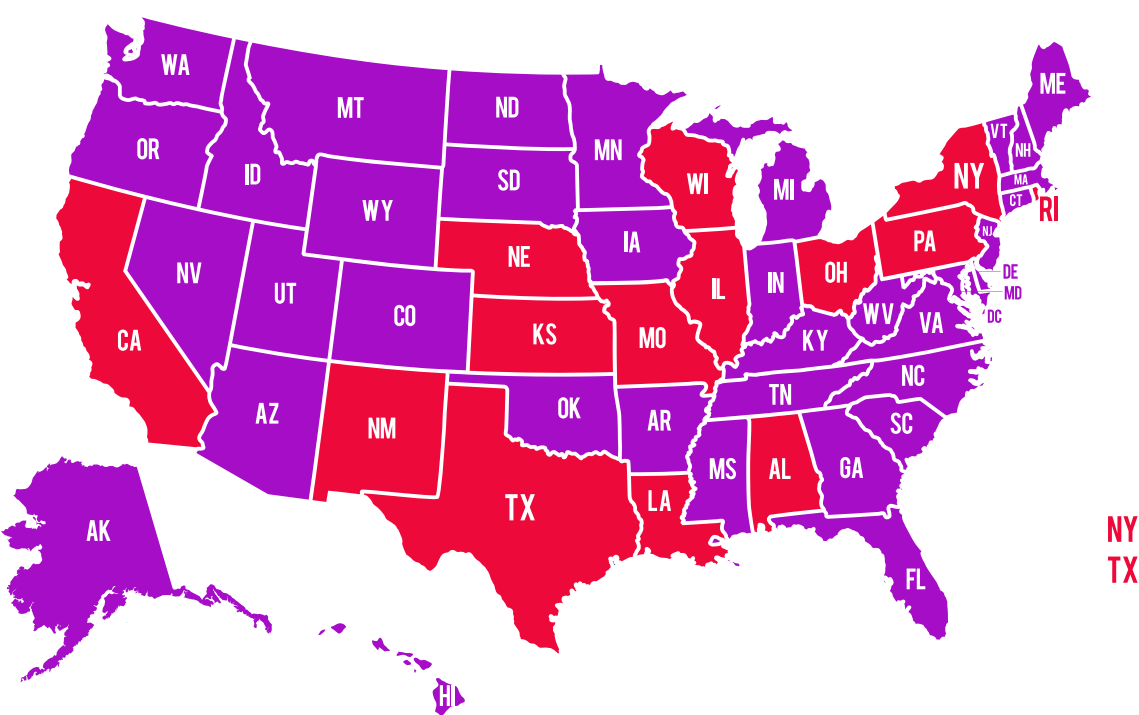 WA
MT
ND
MN
ME
VT
NH
OR
ID
SD
WI
MI
NY
MA
CT
RI
WY
IA
NJ
PA
NV
UT
NE
IL
IN
OH
DE
MD
CO
WV
VA
DC
CA
KS
MO
KY
NC
AZ
NM
OK
AR
TN
SC
TX
LA
MS
AL
GA
AK
FL
HI
NY
TX